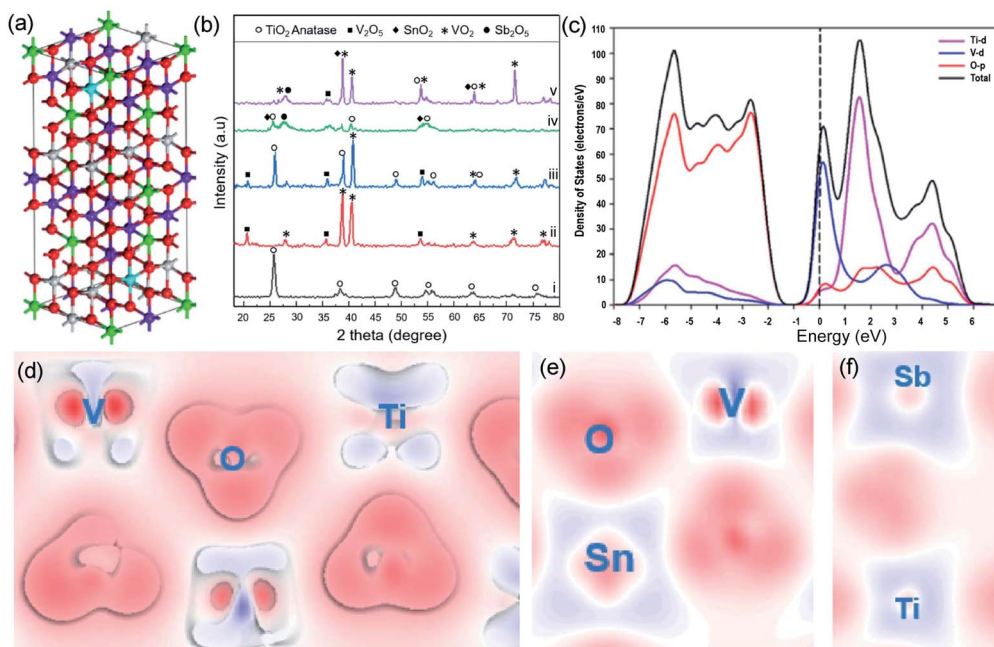 (a)
(b)
○ TiO₂ Anatase ■ V₂O₅ ◆ SnO₂ * VO₂ ● Sb₂O₅
Intensity (a.u)
v
iv
iii
ii
i
20 25 30 35 40 45 50 55 60 65 70 75 80
2 theta (degree)
(c)
Density of States (electrons/eV)
110
100
90
80
70
60
50
40
30
20
10
0
Ti-d
V-d
O-p
Total
-8 -7 -6 -5 -4 -3 -2 -1 0 1 2 3 4 5 6
Energy (eV)
(d)
V
O
Ti
(e)
O
V
Sn
(f)
Sb
Ti